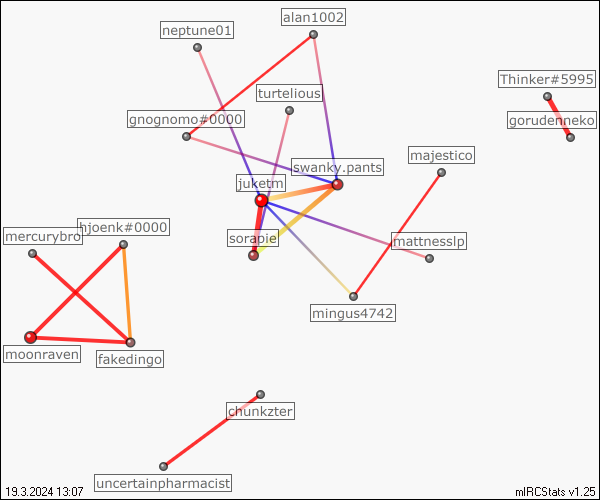 alan1002
neptune01
Thinker#5995
turtelious
gnognomo#0000
gorudenneko
majestico
swanky.pants
juketm
hjoenk#0000
mercurybro
sorapie
mattnesslp
mingus4742
moonraven
fakedingo
chunkzter
uncertainpharmacist
19.3.2024 13:07
mIRCStats v1.25